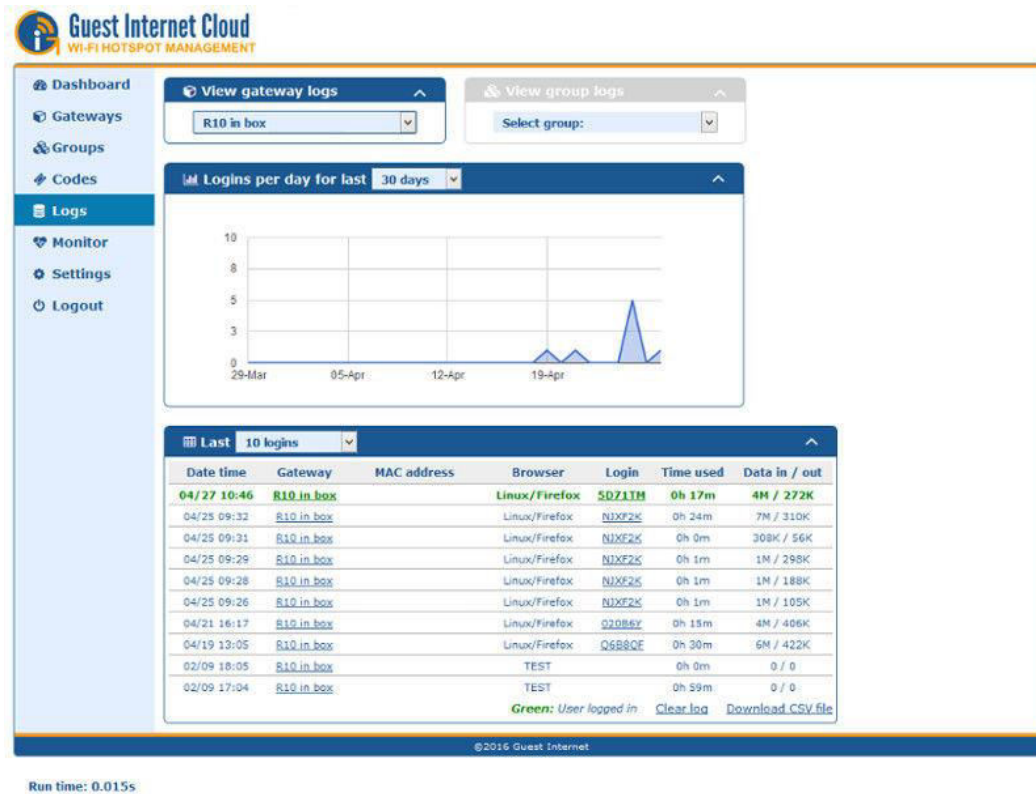 Guest Internet Cloud
WI-FI HOTSPOT MANAGEMENT
Dashboard
Gateways
Groups
Codes
Logs
Monitor
Settings
Logout
View gateway logs
R10 in box
View group logs
Select group:
Logins per day for last 30 days
10
8
5
3
0
29-Mar 05-Apr 12-Apr 19-Apr
Last 10 logins
Date time Gateway MAC address Browser Login Time used Data in / out
04/27 10:46 R10 in box Linux/Firefox 5D71TM 0h 17m 4M / 272K
04/25 09:32 R10 in box Linux/Firefox NJXF2K 0h 24m 7M / 310K
04/25 09:31 R10 in box Linux/Firefox NJXF2K 0h 0m 308K / 56K
04/25 09:29 R10 in box Linux/Firefox NJXF2K 0h 1m 1M / 298K
04/25 09:28 R10 in box Linux/Firefox NJXF2K 0h 1m 1M / 188K
04/25 09:26 R10 in box Linux/Firefox NJXF2K 0h 1m 1M / 105K
04/21 16:17 R10 in box Linux/Firefox O2OB6Y 0h 15m 4M / 406K
04/19 13:05 R10 in box Linux/Firefox Q6B8QF 0h 30m 6M / 422K
02/09 18:05 R10 in box TEST 0h 0m 0 / 0
02/09 17:04 R10 in box TEST 0h 59m 0 / 0
Green: User logged in Clear log Download CSV file
©2016 Guest Internet
Run time: 0.015s